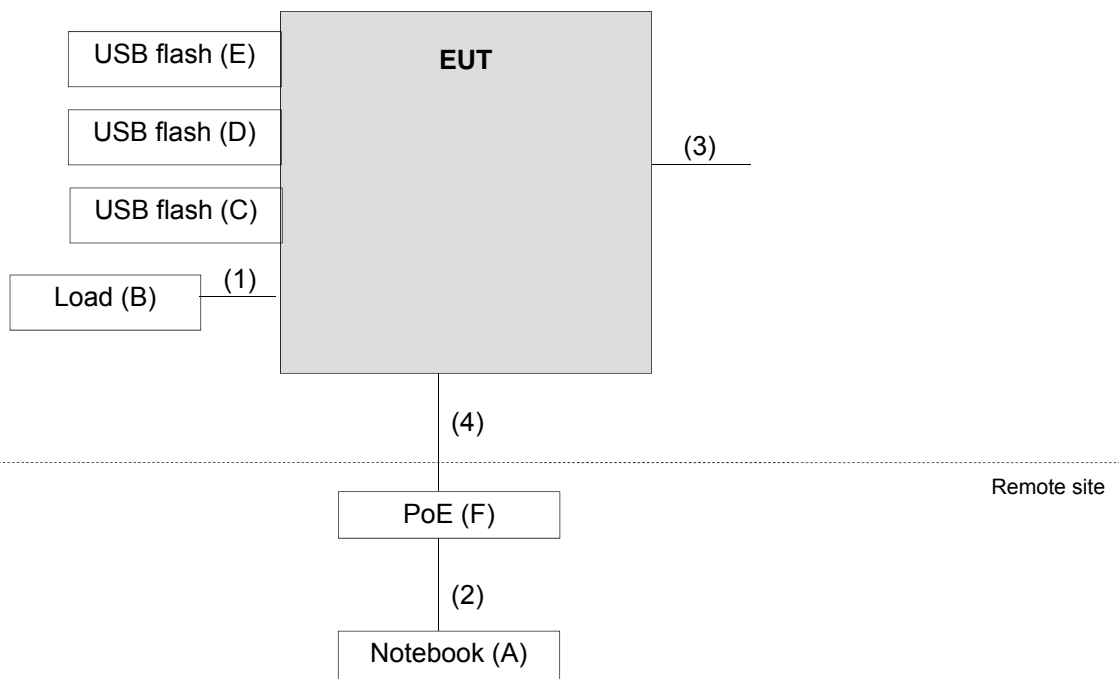 USB flash (E)
EUT
USB flash (D)
(3)
USB flash (C)
Load (B)
(1)
(4)
Remote site
PoE (F)
(2)
Notebook (A)